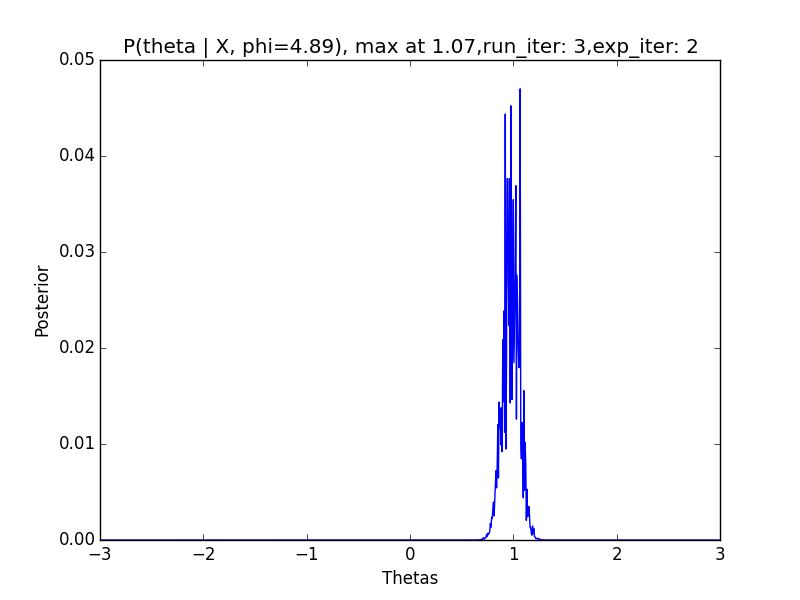 P(theta | X, phi=4.89), max at 1.07,run_iter: 3,exp_iter: 2
0.05
0.04
0.03
0.02
0.01
0.00
Posterior
−3 −2 −1 0 1 2 3
Thetas